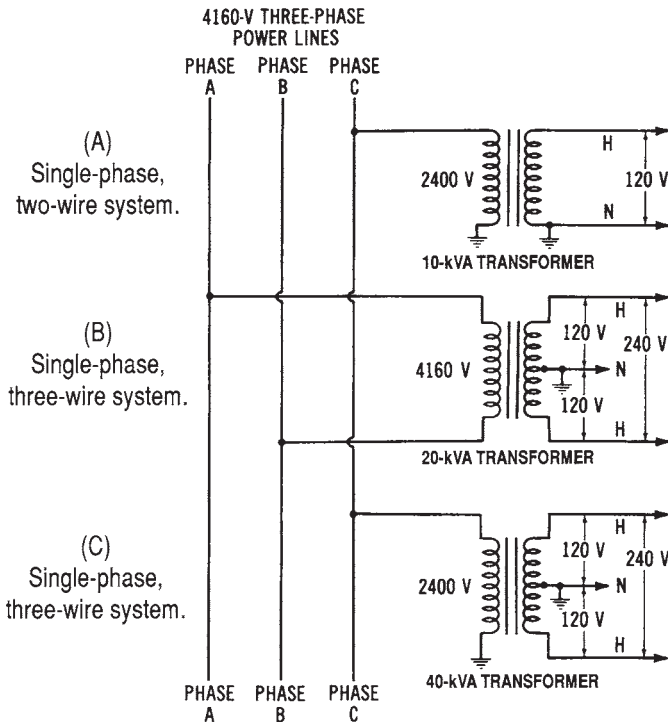 4160-V THREE-PHASE
POWER LINES
PHASE A
PHASE B
PHASE C
(A)
Single-phase,
two-wire system.
2400 V
H
120 V
N
10-kVA TRANSFORMER
(B)
Single-phase,
three-wire system.
4160 V
H
120 V
240 V
N
120 V
H
20-kVA TRANSFORMER
(C)
Single-phase,
three-wire system.
2400 V
H
120 V
240 V
N
120 V
H
40-kVA TRANSFORMER
PHASE A
PHASE B
PHASE C